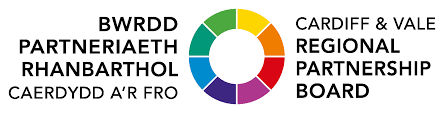 BWRDD
PARTNERIAETH
RHANBARTHOL
CAERDYDD A'R FRO
CARDIFF & VALE
REGIONAL
PARTNERSHIP
BOARD